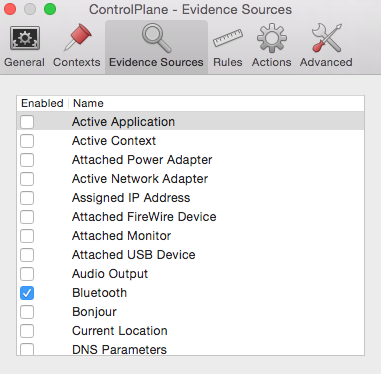 ControlPlane - Evidence Sources
General Contexts Evidence Sources Rules Actions Advanced
Enabled Name
Active Application
Active Context
Attached Power Adapter
Active Network Adapter
Assigned IP Address
Attached FireWire Device
Attached Monitor
Attached USB Device
Audio Output
Bluetooth
Bonjour
Current Location
DNS Parameters